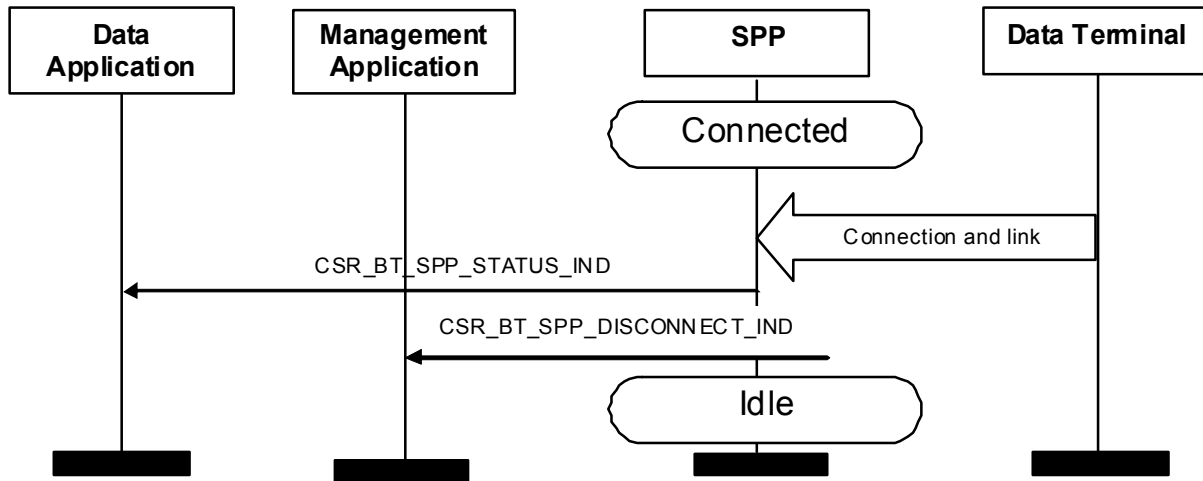 Data
Application
Management
Application
SPP
Data Terminal
Connected
Connection and link
CSR_BT_SPP_STATUS_IND
CSR_BT_SPP_DISCONNECT_IND
Idle